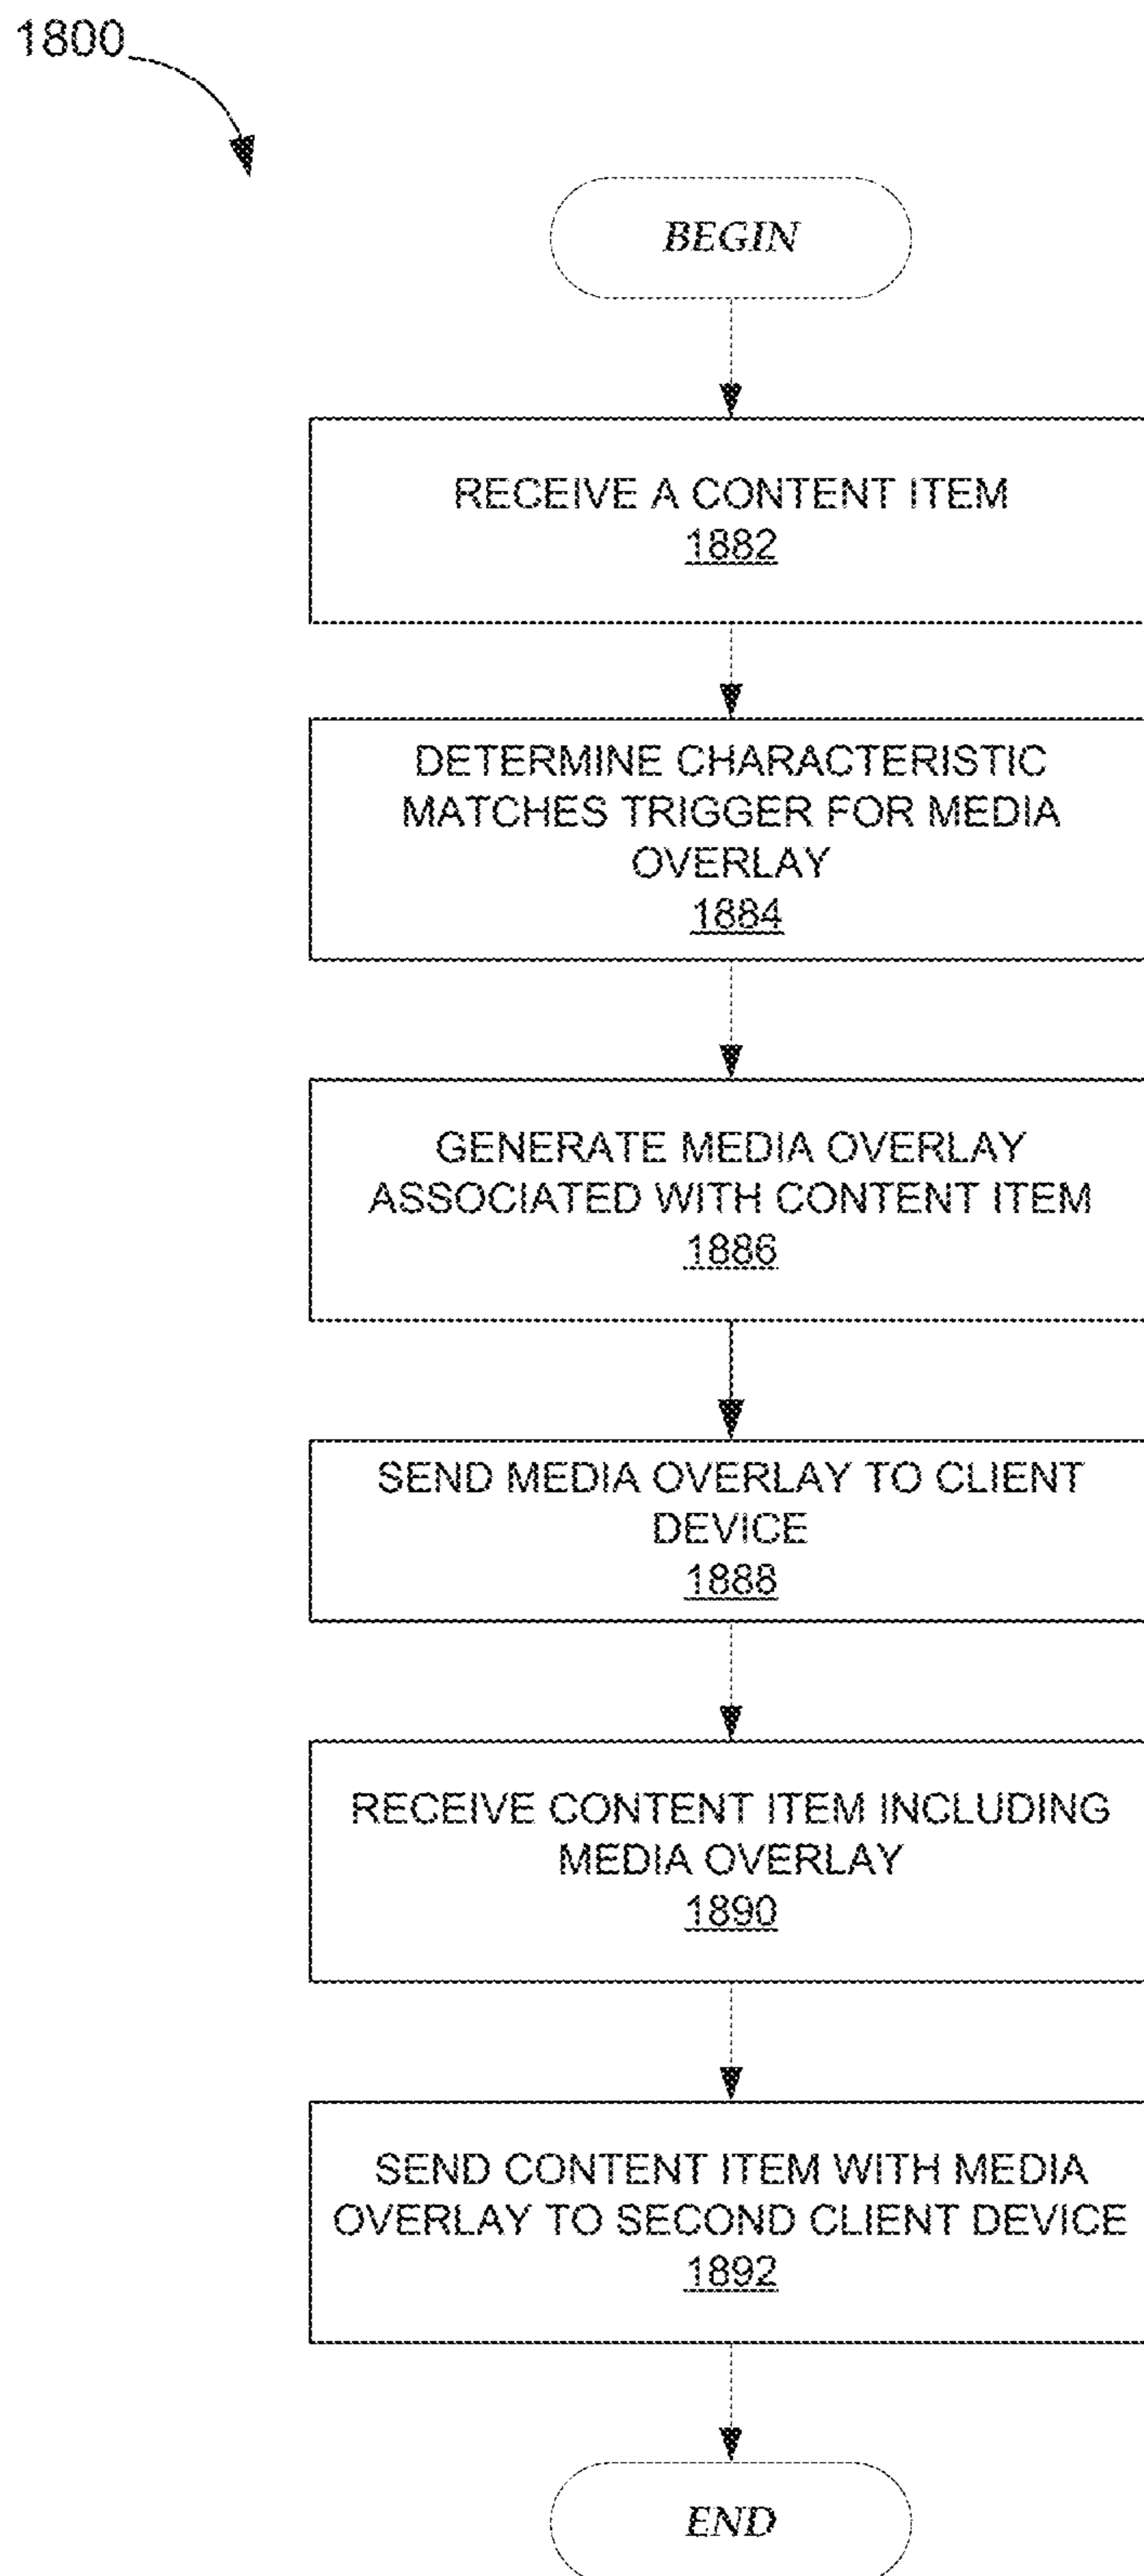 1800
BEGIN
RECEIVE A CONTENT ITEM
1882
DETERMINE CHARACTERISTIC
MATCHES TRIGGER FOR MEDIA
OVERLAY
1884
GENERATE MEDIA OVERLAY
ASSOCIATED WITH CONTENT ITEM
1886
SEND MEDIA OVERLAY TO CLIENT
DEVICE
1888
RECEIVE CONTENT ITEM INCLUDING
MEDIA OVERLAY
1890
SEND CONTENT ITEM WITH MEDIA
OVERLAY TO SECOND CLIENT DEVICE
1892
END